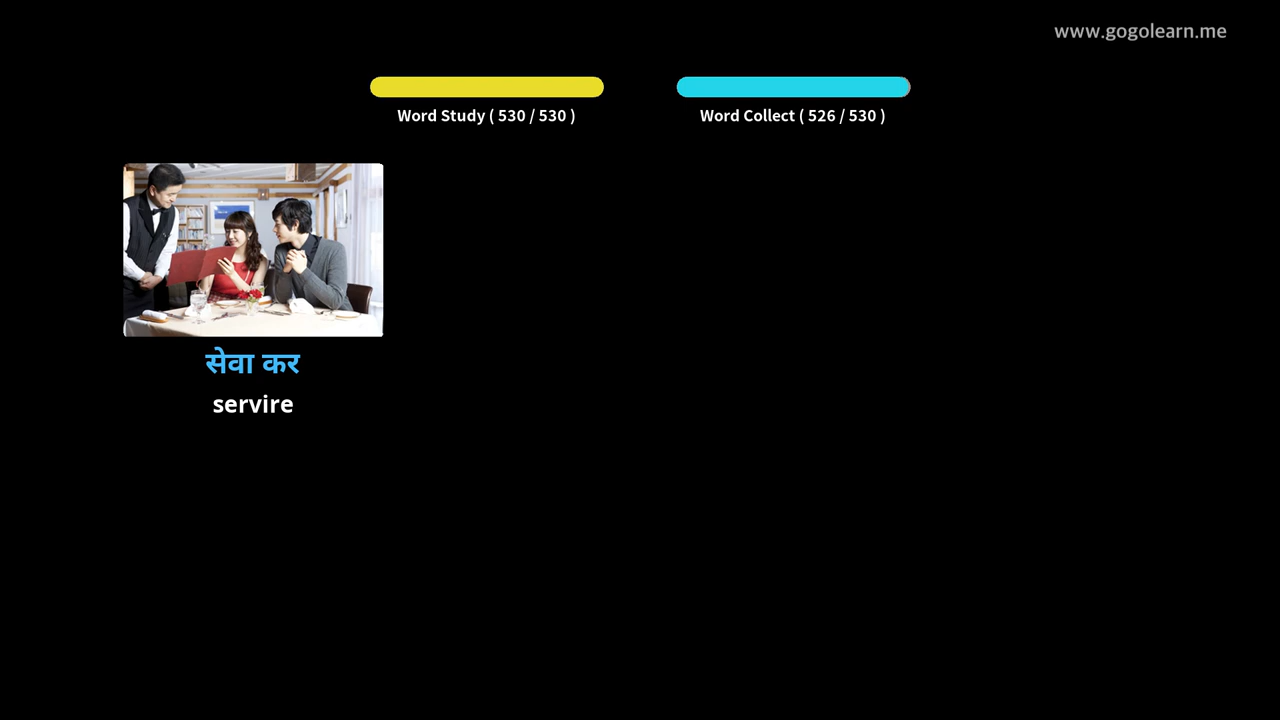 www.gogolearn.me
Word Study ( 530 / 530 )
Word Collect ( 526 / 530 )
सेवा कर
servire